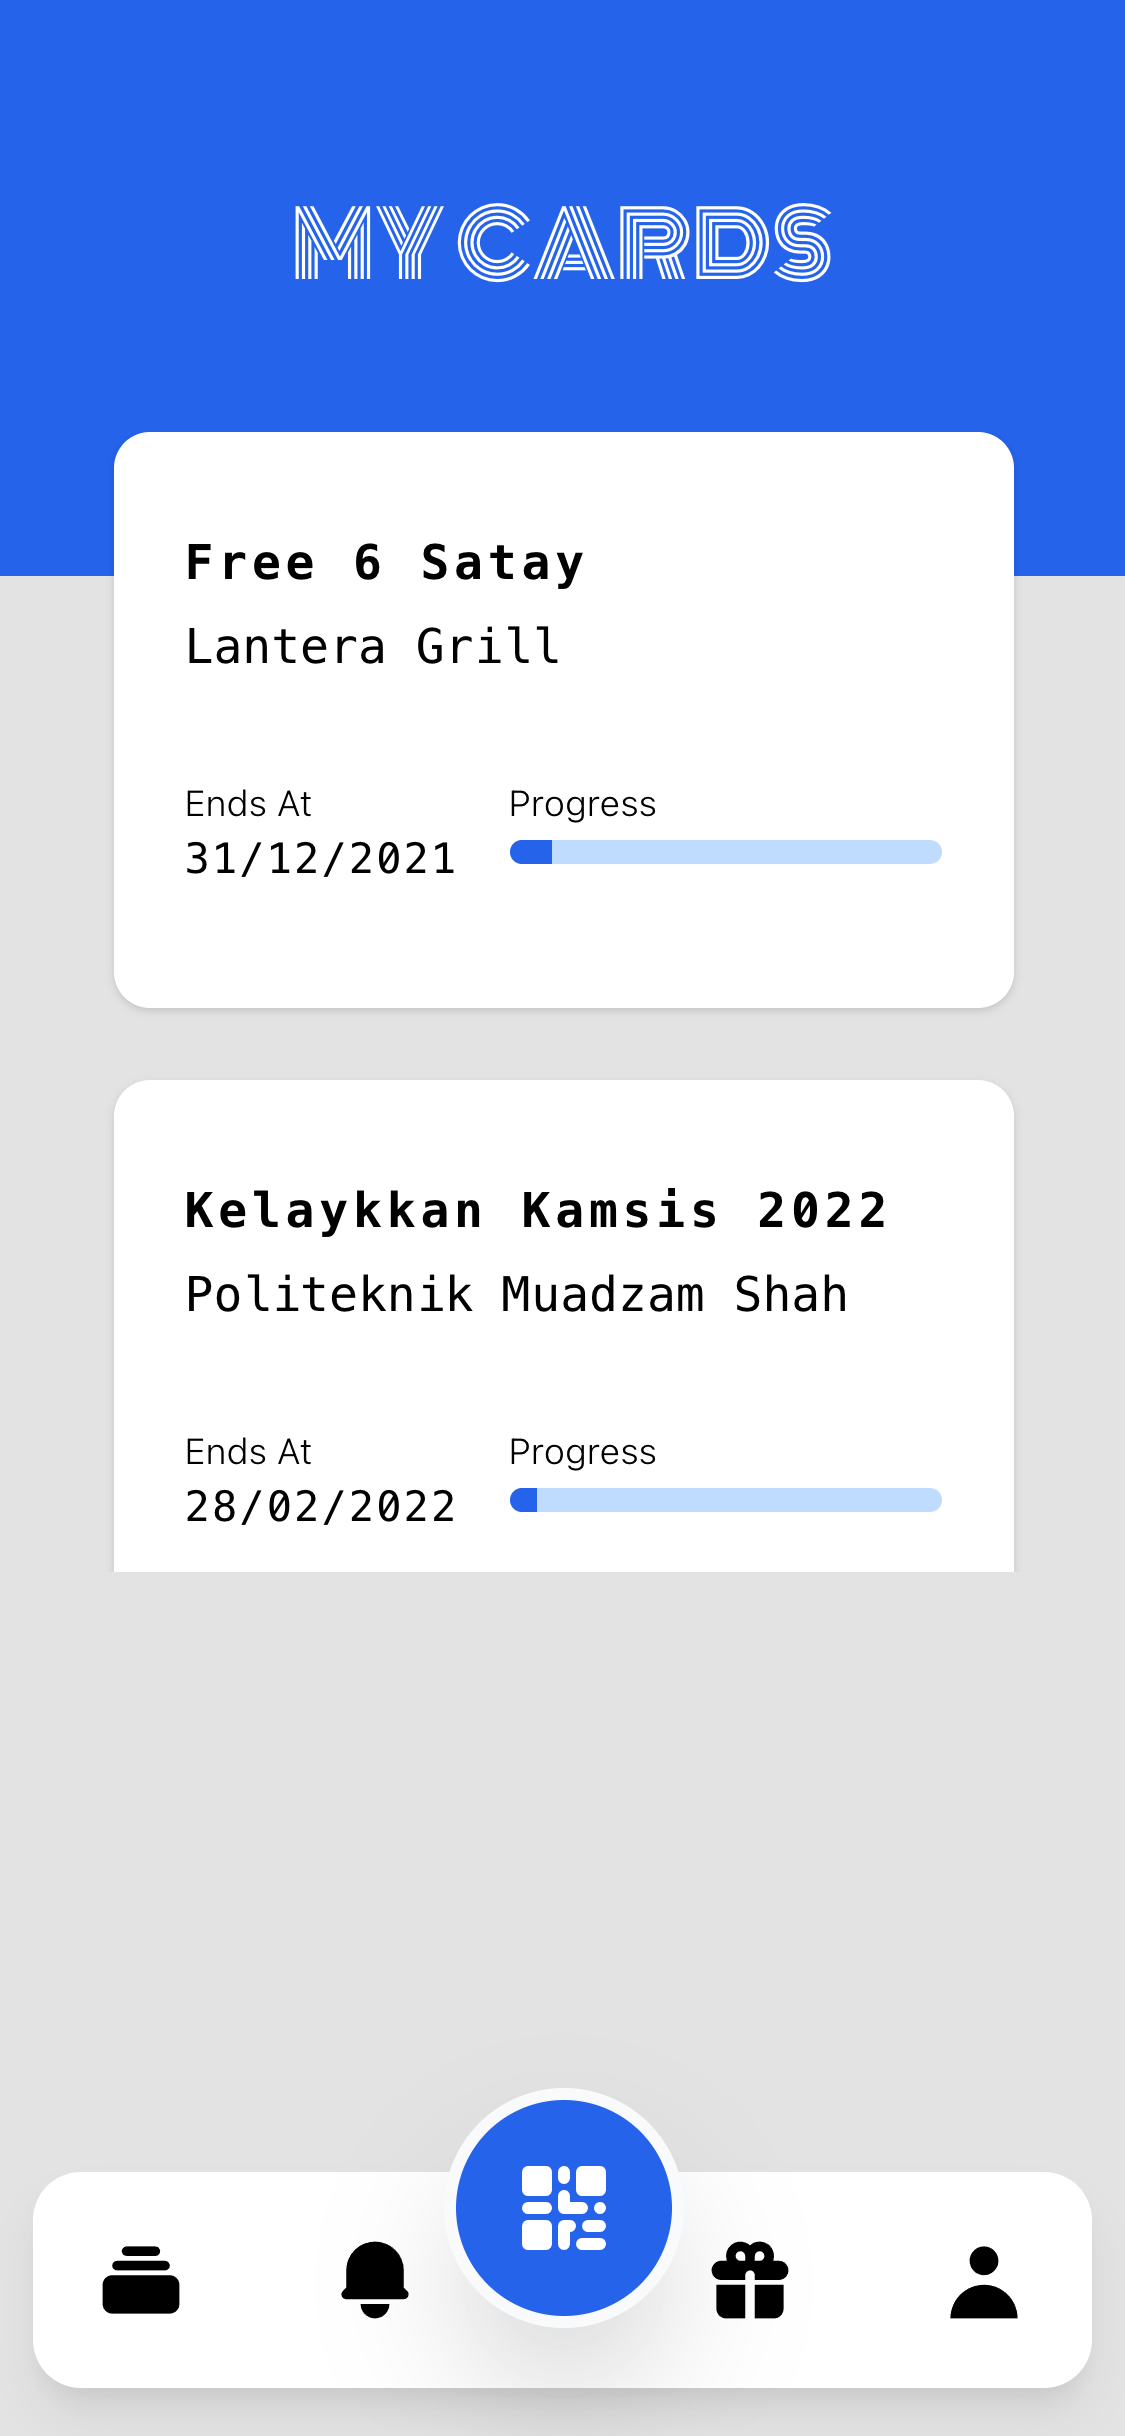 MY CARDS
Free 6 Satay
Lantera Grill
Ends At
Progress
31/12/2021
Kelaykkan Kamsis 2022
Politeknik Muadzam Shah
Ends At
Progress
28/02/2022